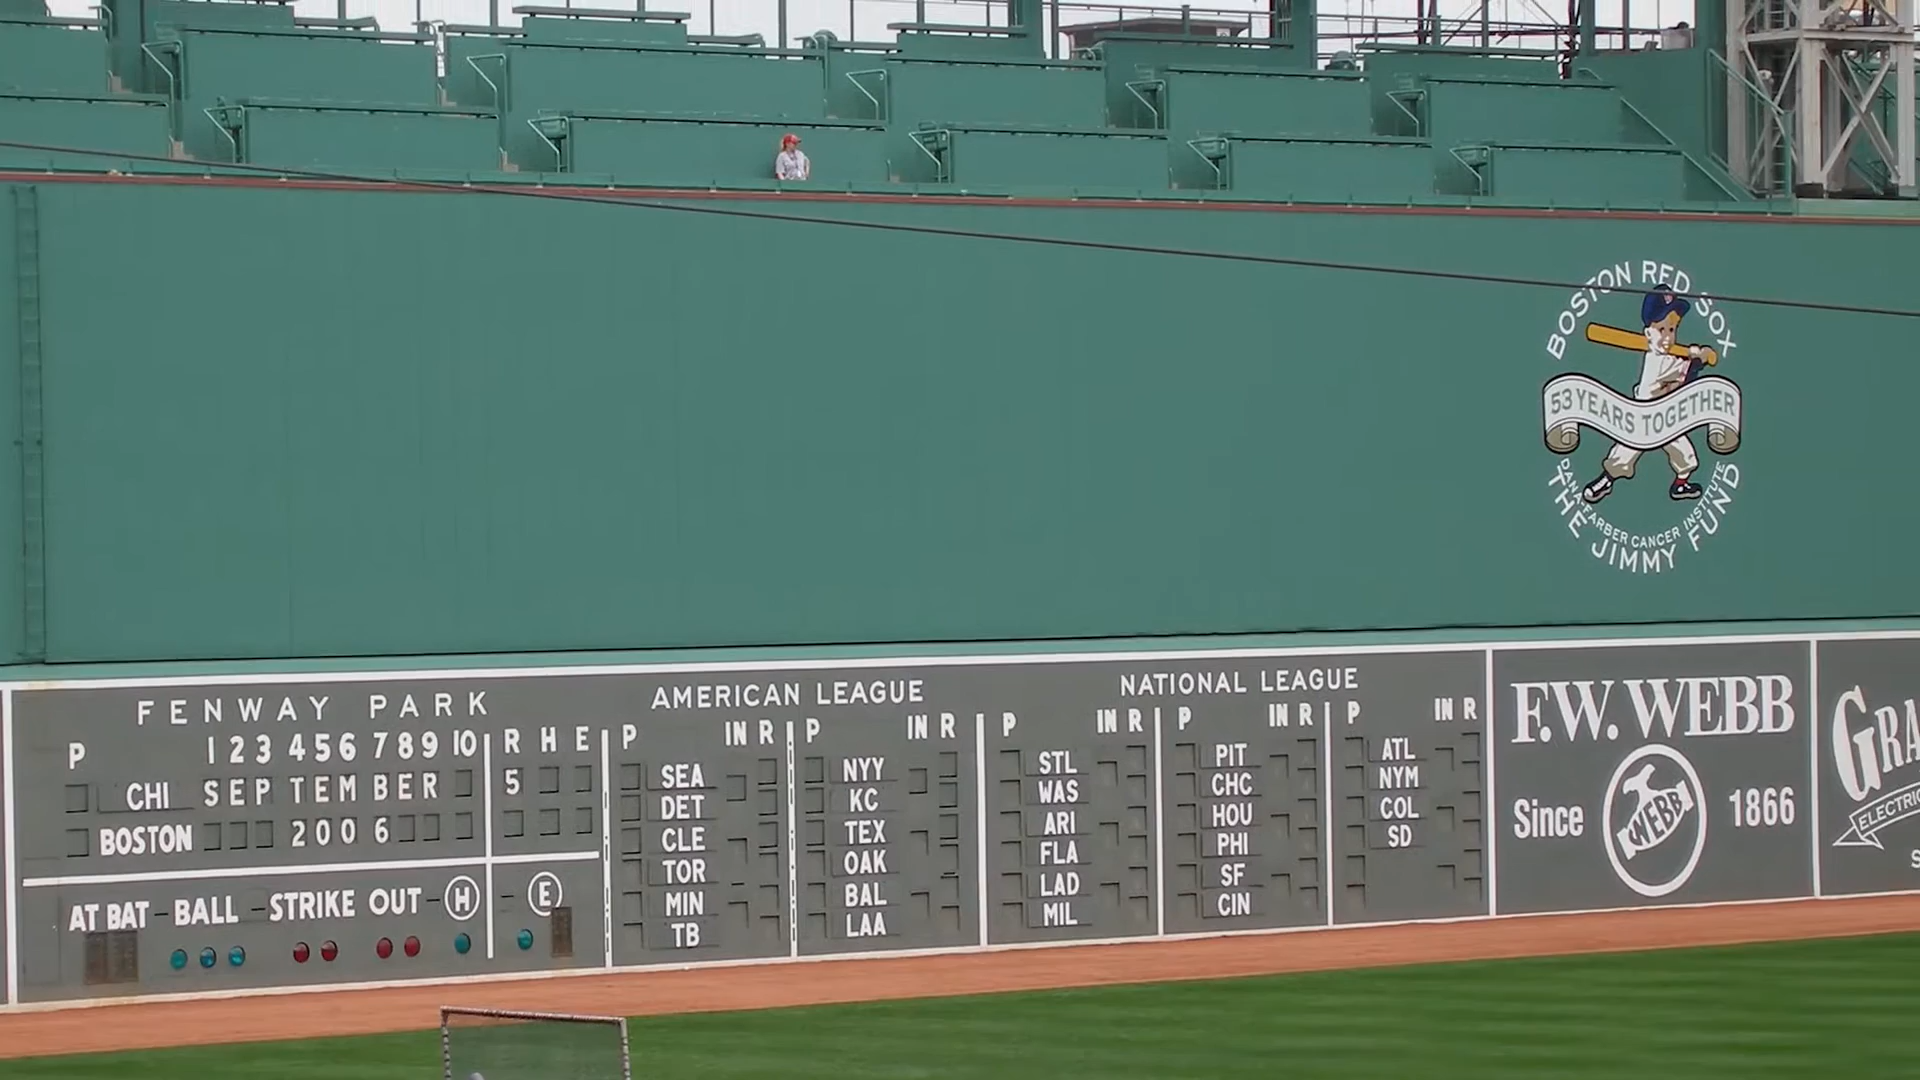 BOSTON RED SOX
53 YEARS TOGETHER
DANA-FARBER CANCER INSTITUTE
THE JIMMY FUND
FENWAY PARK
P 1 2 3 4 5 6 7 8 9 10 R H E
CHI SEPTEMBER 5
BOSTON 2006
AT BAT - BALL - STRIKE OUT - H - E
AMERICAN LEAGUE
P IN R P IN R
SEA NYY
DET KC
CLE TEX
TOR OAK
MIN BAL
TB LAA
NATIONAL LEAGUE
P IN R P IN R P IN R
STL PIT ATL
WAS CHC NYM
ARI HOU COL
FLA PHI SD
LAD SF
MIL CIN
F.W. WEBB
Since WEBB 1866